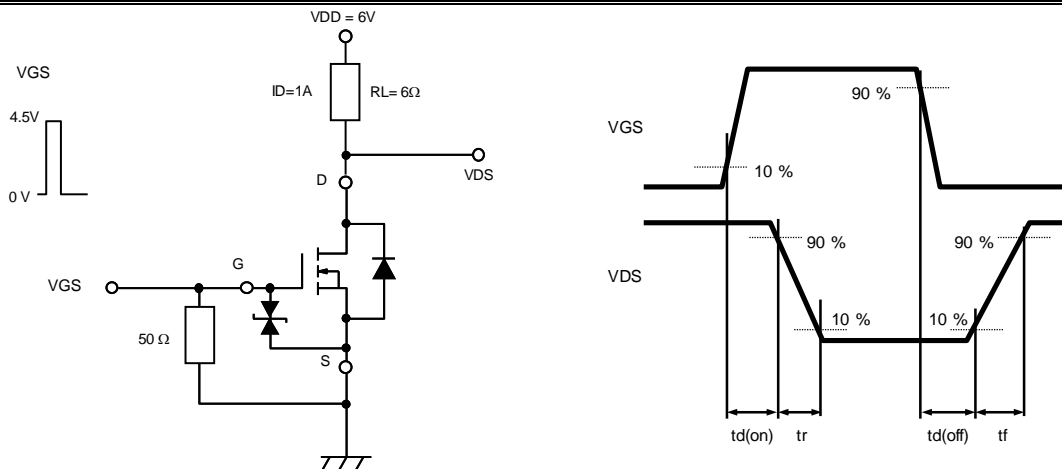 VDD = 6V
VGS
4.5V
0 V
ID=1A
RL= 6Ω
VDS
D
G
VGS
50 Ω
S
VGS
10 %
90 %
VDS
90 %
10 %
10 %
90 %
td(on)
tr
td(off)
tf